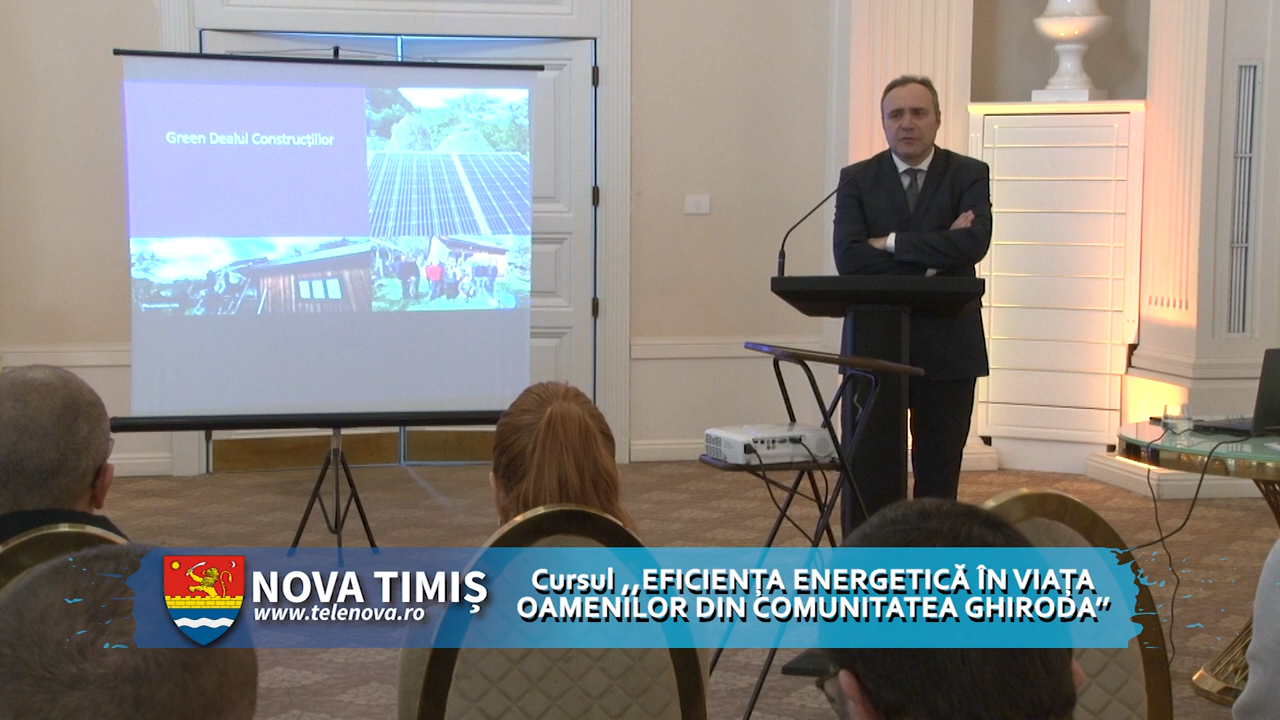 Green Dealul Construcțiilor
NOVA TIMIȘ
www.telenova.ro
Cursul ,,EFICIENȚA ENERGETICĂ ÎN VIAȚA
OAMENILOR DIN COMUNITATEA GHIRODA”